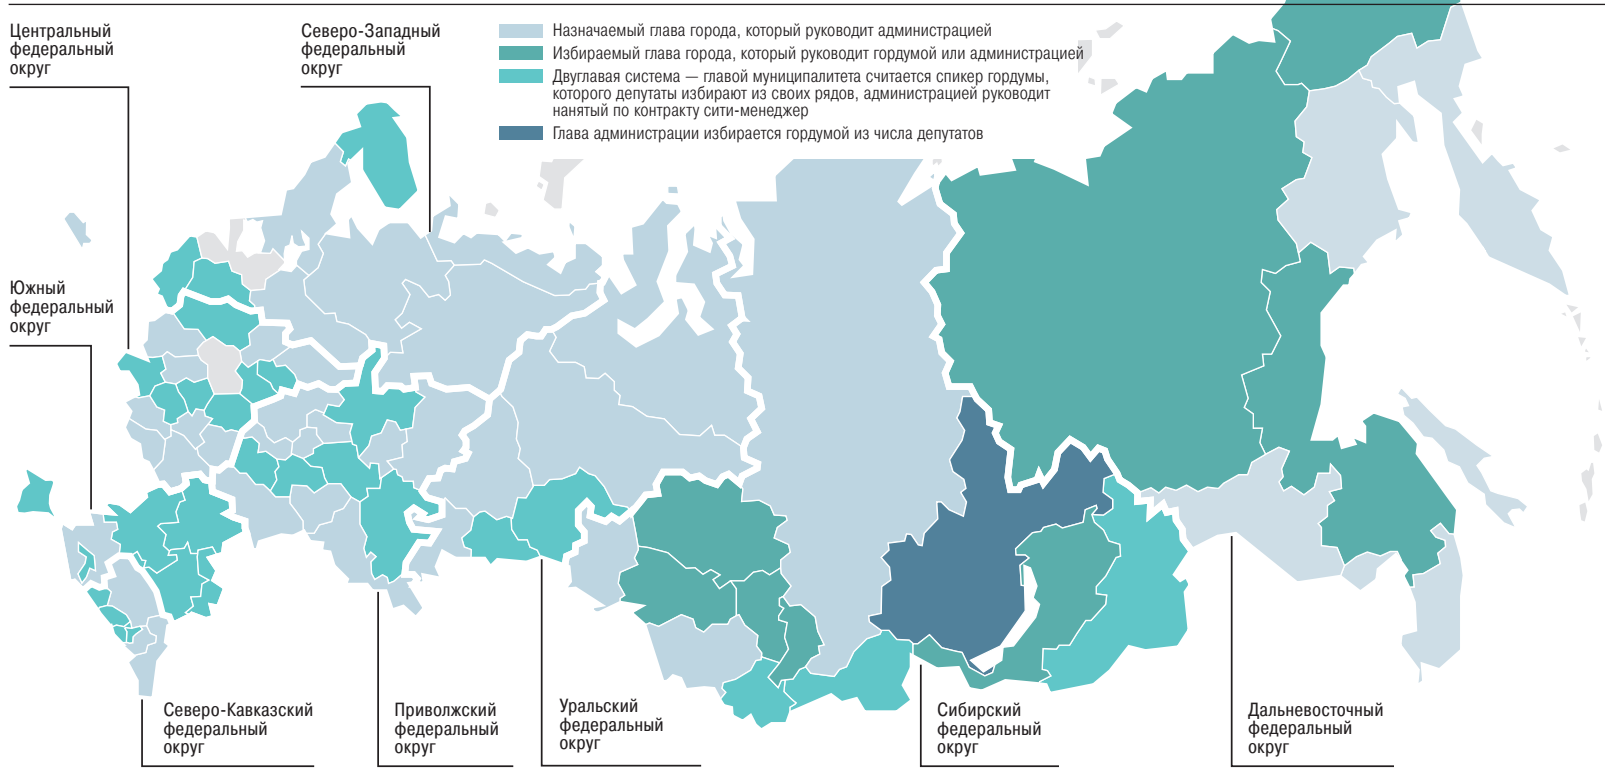 Центральный
федеральный
округ
Северо-Западный
федеральный
округ
Назначаемый глава города, который руководит администрацией
Избираемый глава города, который руководит гордумой или администрацией
Двуглавая система — главой муниципалитета считается спикер гордумы,
которого депутаты избирают из своих рядов, администрацией руководит
нанятый по контракту сити-менеджер
Глава администрации избирается гордумой из числа депутатов
Южный
федеральный
округ
Северо-Кавказский
федеральный
округ
Приволжский
федеральный
округ
Уральский
федеральный
округ
Сибирский
федеральный
округ
Дальневосточный
федеральный
округ